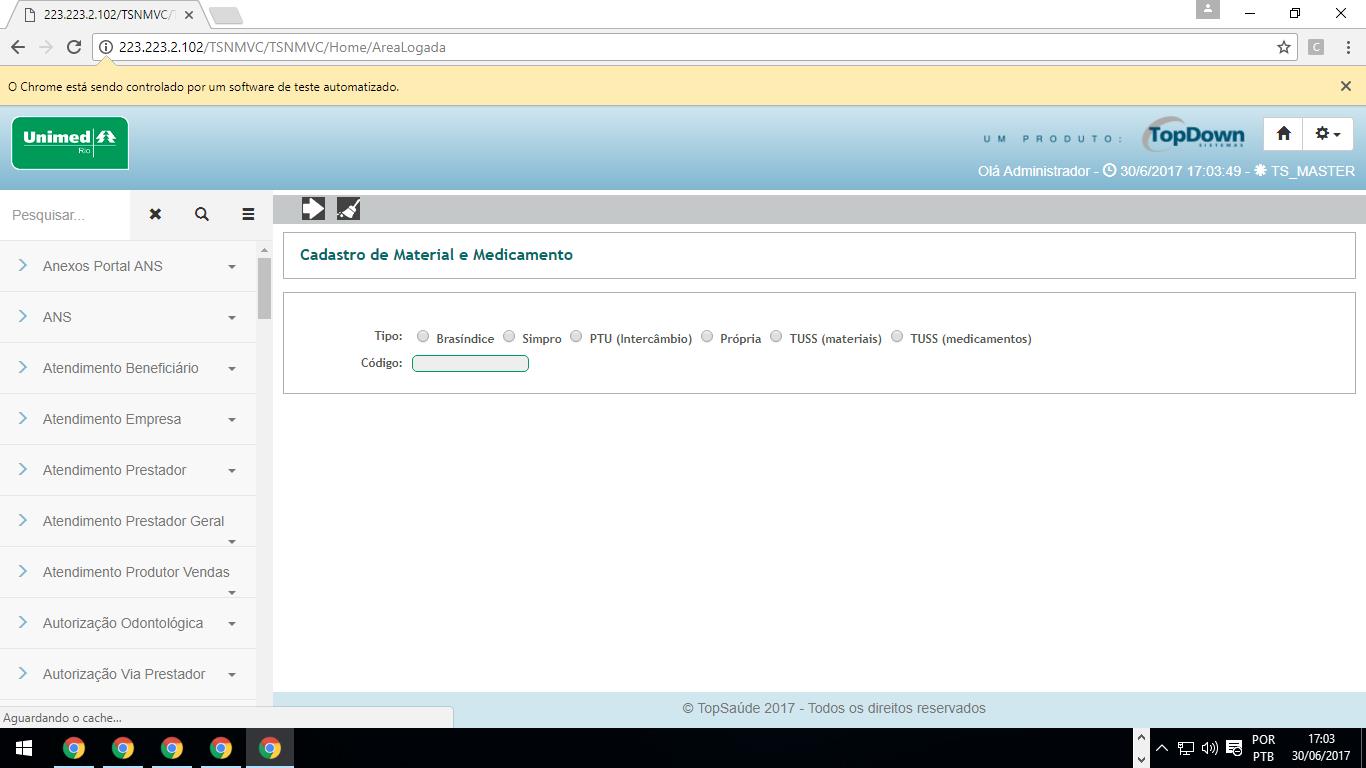 223.223.2.102/TSNMVC/T
223.223.2.102/TSNMVC/TSNMVC/Home/AreaLogada
C
O Chrome está sendo controlado por um software de teste automatizado.
Unimed
Rio
UM PRODUTO:
TopDown
SISTEMAS
Olá Administrador - 30/6/2017 17:03:49 - TS_MASTER
Pesquisar...
Cadastro de Material e Medicamento
Anexos Portal ANS
ANS
Atendimento Beneficiário
Atendimento Empresa
Atendimento Prestador
Atendimento Prestador Geral
Atendimento Produtor Vendas
Autorização Odontológica
Autorização Via Prestador
Tipo: Brasíndice Simpro PTU (Intercâmbio) Própria TUSS (materiais) TUSS (medicamentos)
Código:
© TopSaúde 2017 - Todos os direitos reservados
Aguardando o cache...
POR
PTB
17:03
30/06/2017